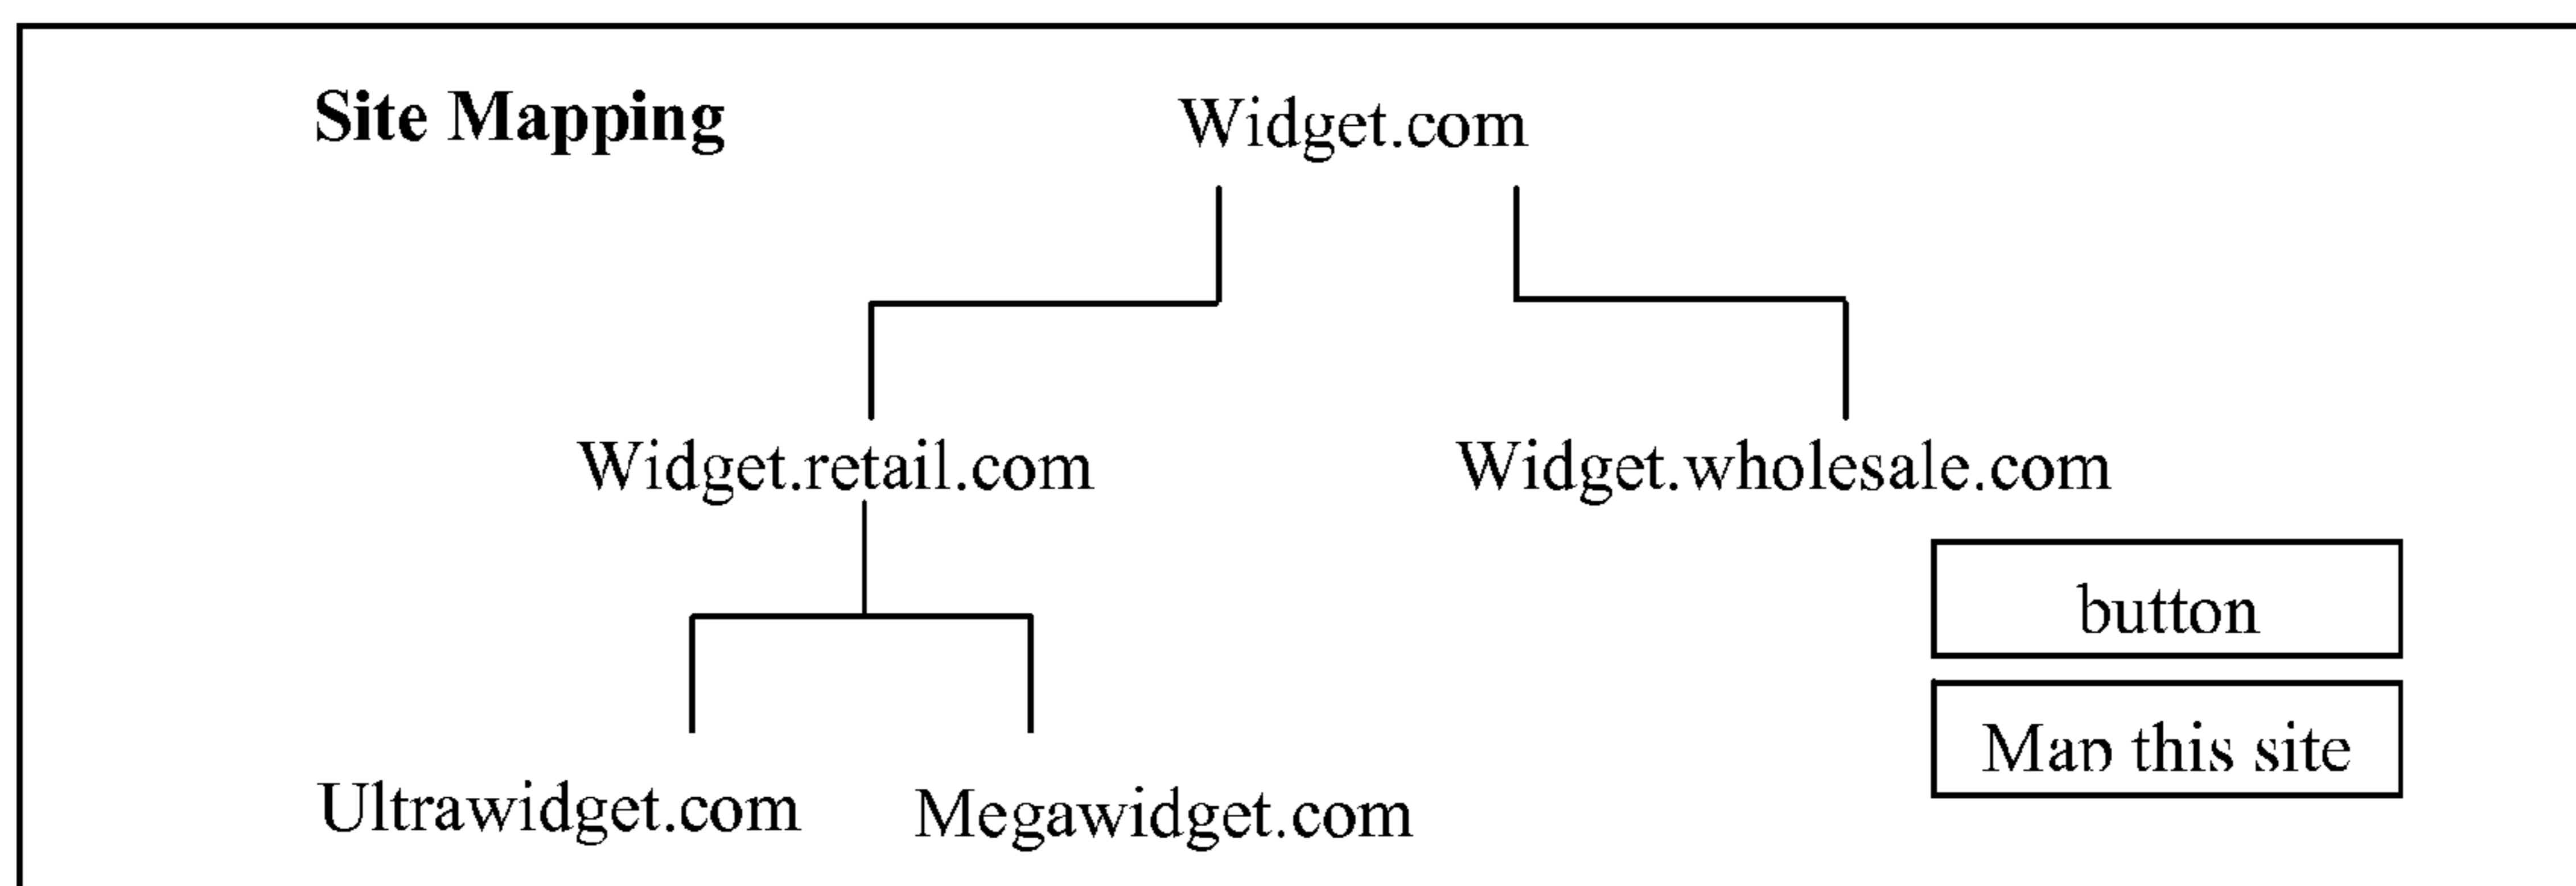 Site Mapping
Widget.com
Widget.retail.com
Widget.wholesale.com
button
Map this site
Ultrawidget.com
Megawidget.com